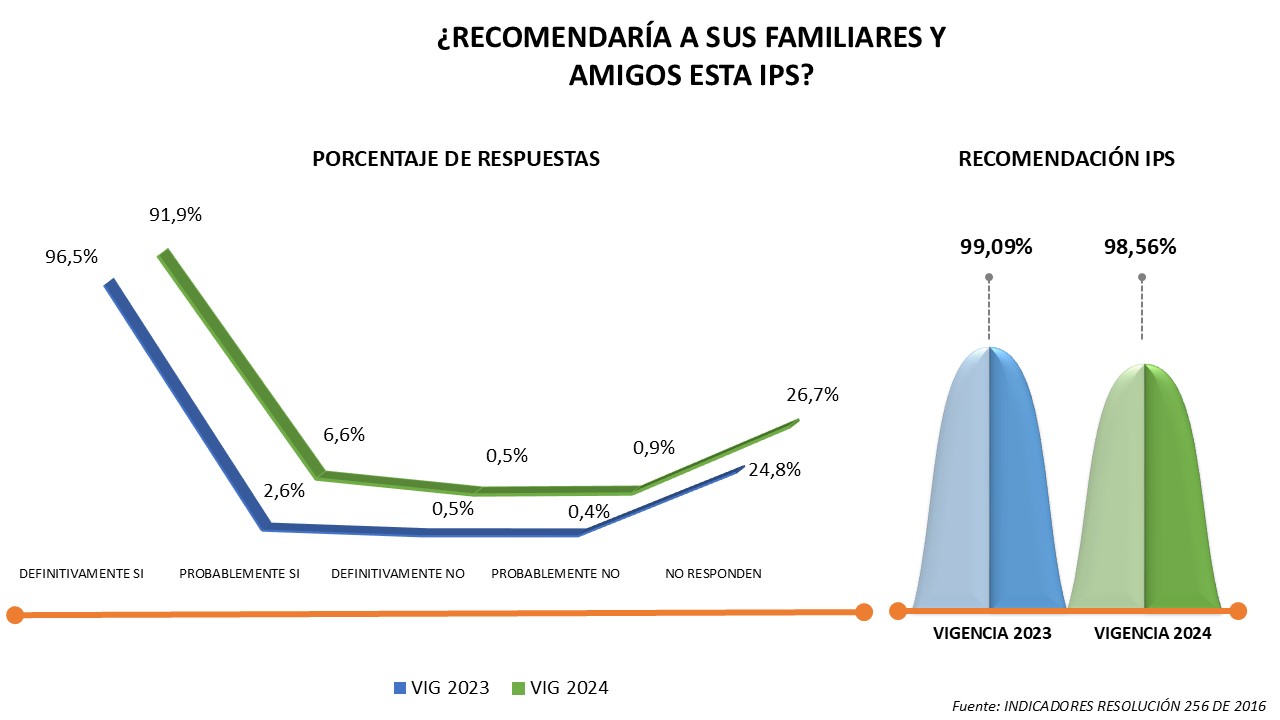 ¿RECOMENDARÍA A SUS FAMILIARES Y
AMIGOS ESTA IPS?
PORCENTAJE DE RESPUESTAS
91,9%
96,5%
6,6%
2,6%
0,5%
0,5%
0,9%
0,4%
26,7%
24,8%
DEFINITIVAMENTE SI
PROBABLEMENTE SI
DEFINITIVAMENTE NO
PROBABLEMENTE NO
NO RESPONDEN
VIG 2023
VIG 2024
RECOMENDACIÓN IPS
99,09%
98,56%
VIGENCIA 2023
VIGENCIA 2024
Fuente: INDICADORES RESOLUCIÓN 256 DE 2016